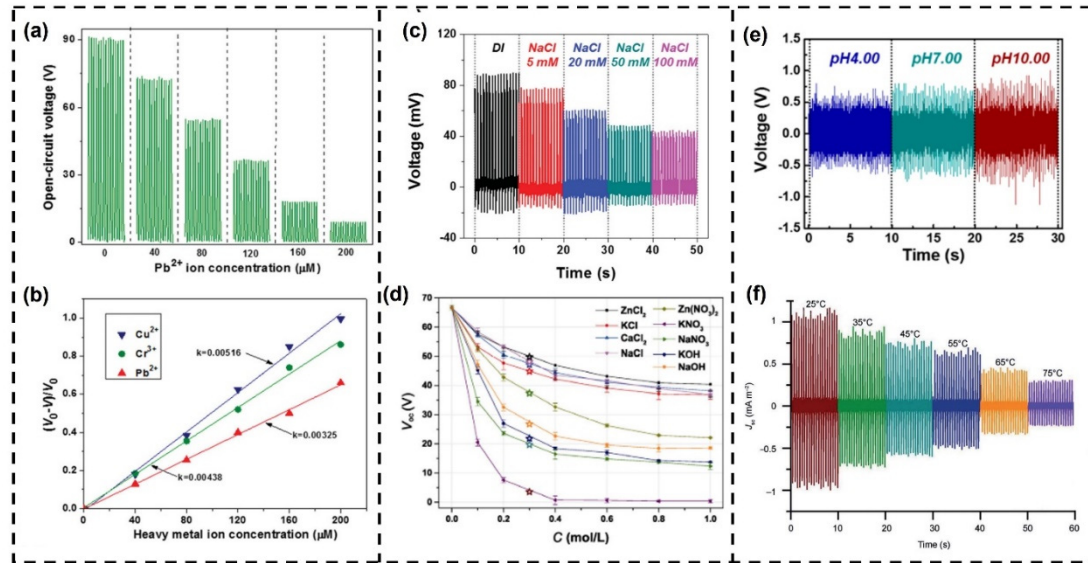 (a)
Open-circuit voltage (V)
90
60
30
0
0 40 80 120 160 200
Pb²⁺ ion concentration (μM)
(b)
(V₀-V)/V₀
1.0
0.8
0.6
0.4
0.2
0.0
Cu²⁺
Cr³⁺
Pb²⁺
k=0.00516
k=0.00325
k=0.00438
0 40 80 120 160 200
Heavy metal ion concentration (μM)
(c)
Voltage (mV)
120
80
40
0
-40
DI NaCl NaCl NaCl NaCl
5 mM 20 mM 50 mM 100 mM
0 10 20 30 40 50
Time (s)
(d)
V_oc (V)
70
60
50
40
30
20
10
0
ZnCl₂ Zn(NO₃)₂
KCl KNO₃
CaCl₂ NaNO₃
NaCl KOH
NaOH
0.0 0.2 0.4 0.6 0.8 1.0
C (mol/L)
(e)
Voltage (V)
1.5
1.0
0.5
0.0
-0.5
-1.0
-1.5
pH4.00 pH7.00 pH10.00
0 5 10 15 20 25 30
Time (s)
(f)
1
0.5
0
0.5
−1
25°C
35°C
45°C
55°C
65°C
75°C
0 10 20 30 40 50 60
Time (s)